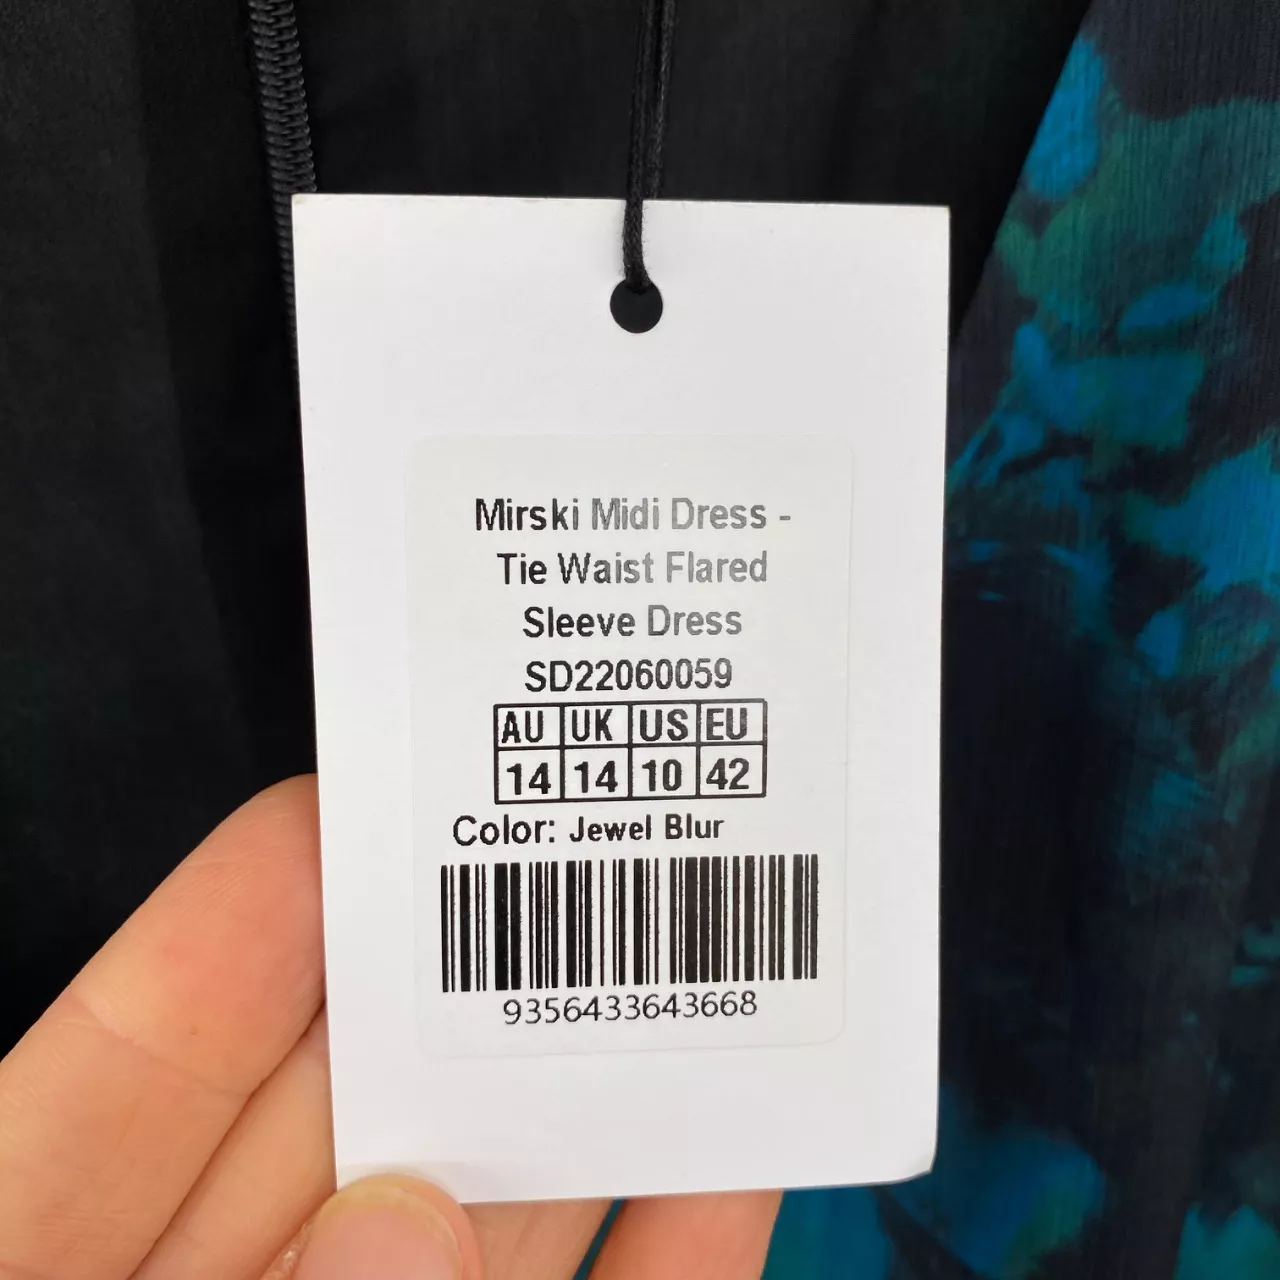 Mirski Midi Dress -
Tie Waist Flared
Sleeve Dress
SD22060059
AU UK US EU
14 14 10 42
Color: Jewel Blur
9356433643668